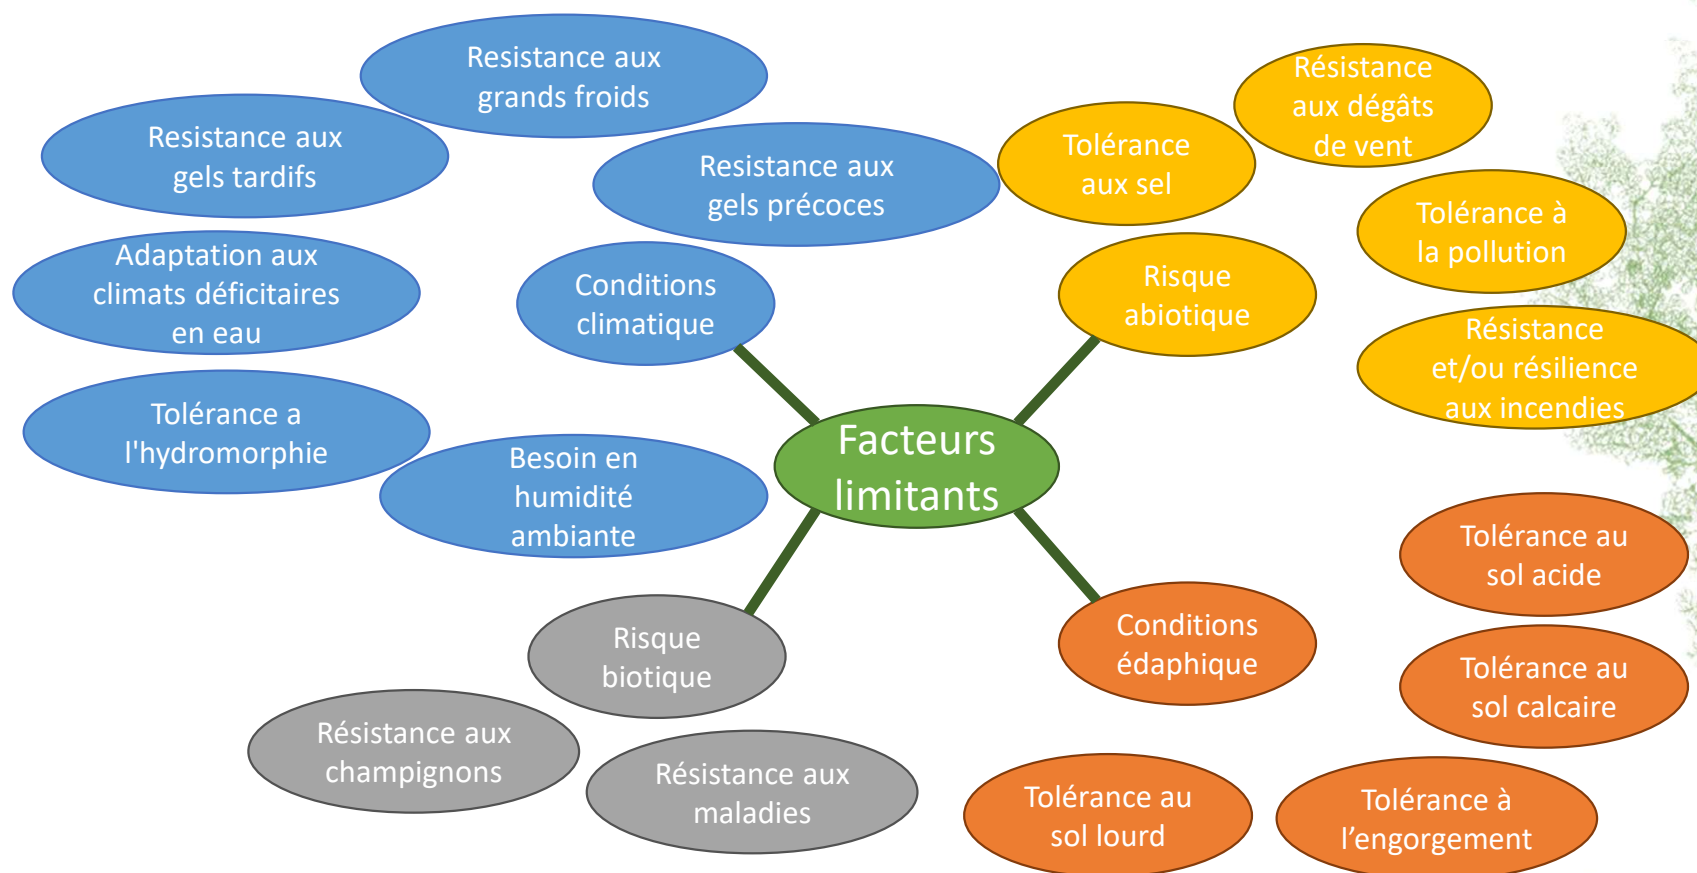 Resistance aux
grands froids
Resistance aux
gels tardifs
Resistance aux
gels précoces
Adaptation aux
climats déficitaires
en eau
Conditions
climatique
Tolérance a
l'hydromorphie
Besoin en
humidité
ambiante
Résistance
aux dégâts
de vent
Tolérance
aux sel
Tolérance à
la pollution
Risque
abiotique
Résistance
et/ou résilience
aux incendies
Facteurs
limitants
Risque
biotique
Résistance aux
champignons
Résistance aux
maladies
Conditions
édaphique
Tolérance au
sol acide
Tolérance au
sol calcaire
Tolérance au
sol lourd
Tolérance à
l’engorgement